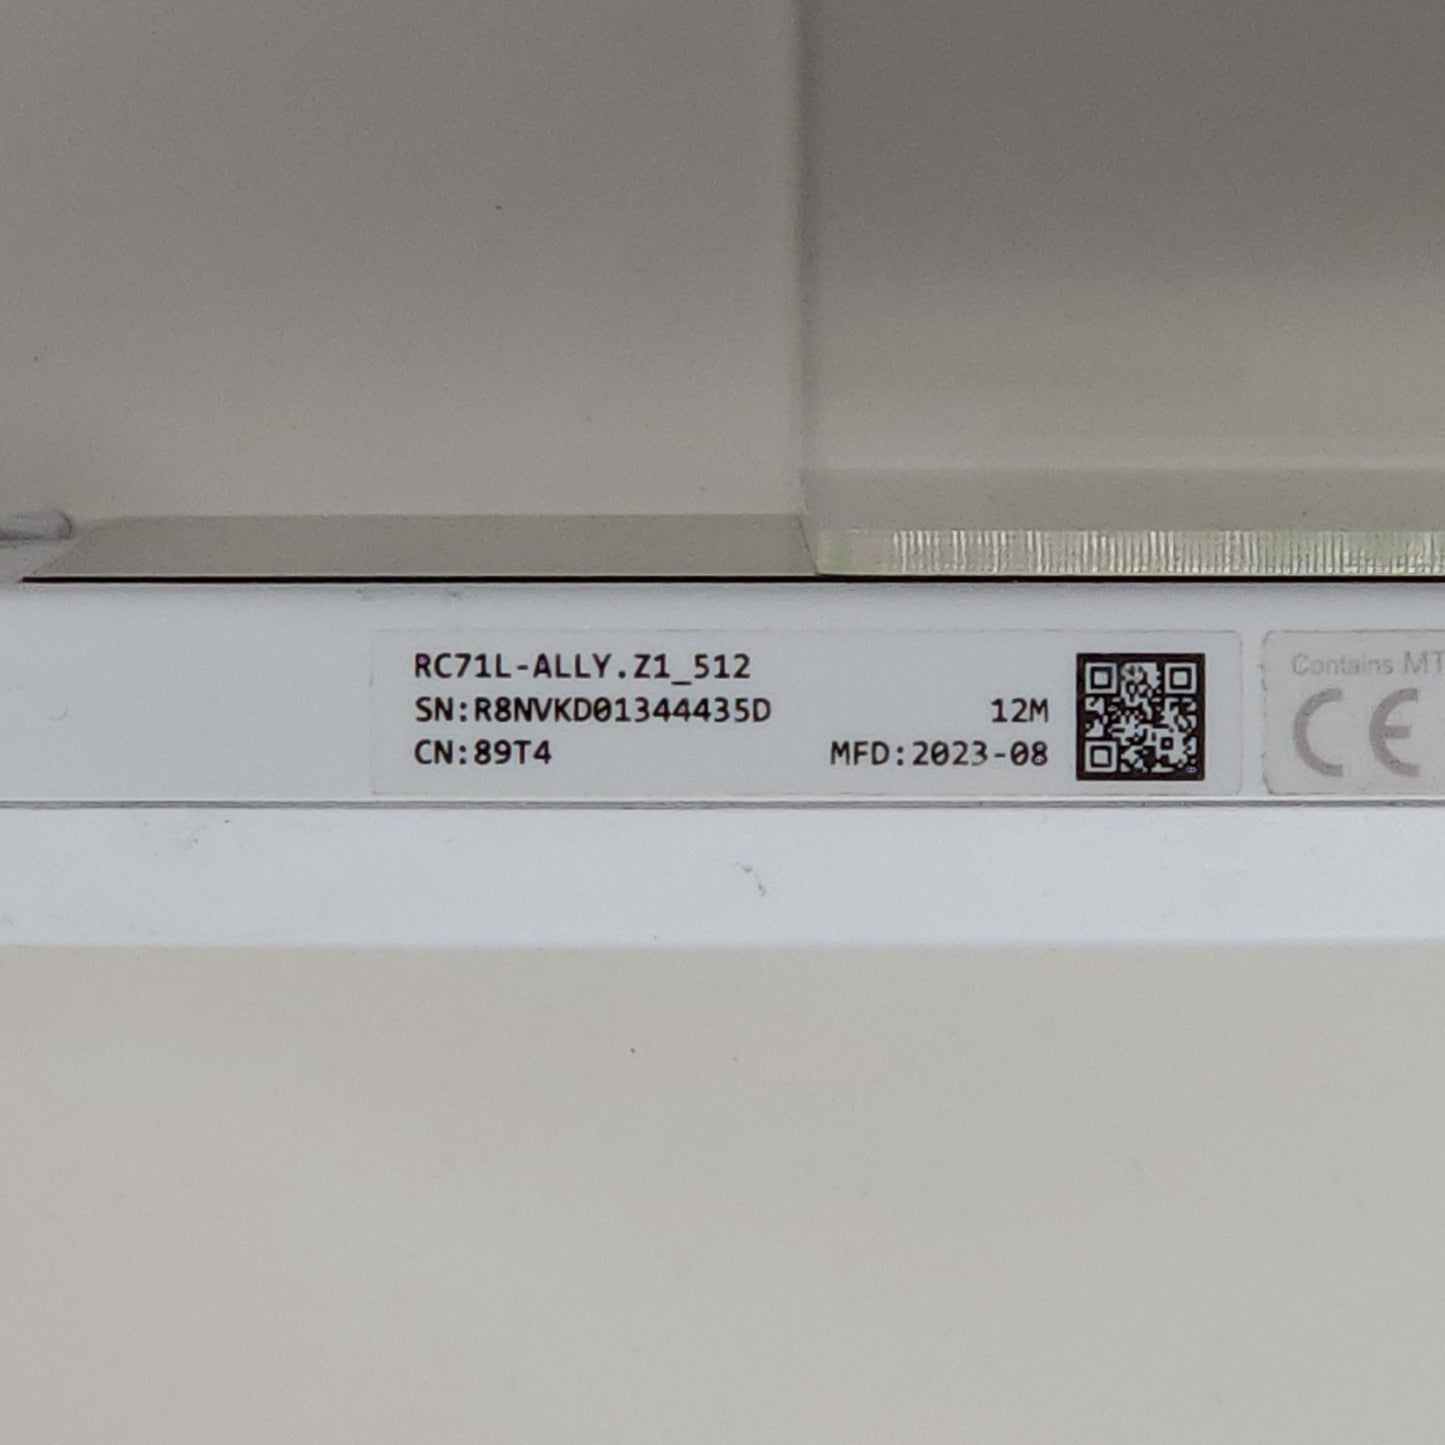 RC71L-ALLY.Z1_512
SN:R8NVKD01344435D
12M
CN:89T4
MFD:2023-08
Contains MT
CE